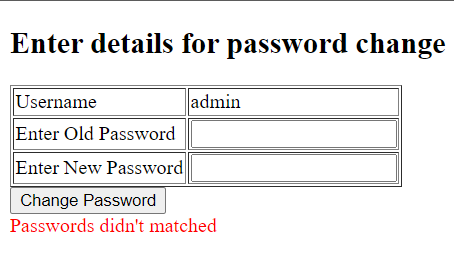 Enter details for password change
Username admin
Enter Old Password
Enter New Password
Change Password
Passwords didn't matched